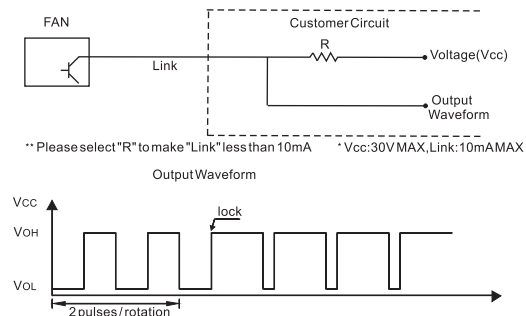 FAN
Customer Circuit
R
Voltage(Vcc)
Link
Output
Waveform
** Please select "R" to make "Link" less than 10mA * Vcc:30V MAX, Link:10mA MAX
Output Waveform
VCC
lock
VOH
VOL
2 pulses / rotation